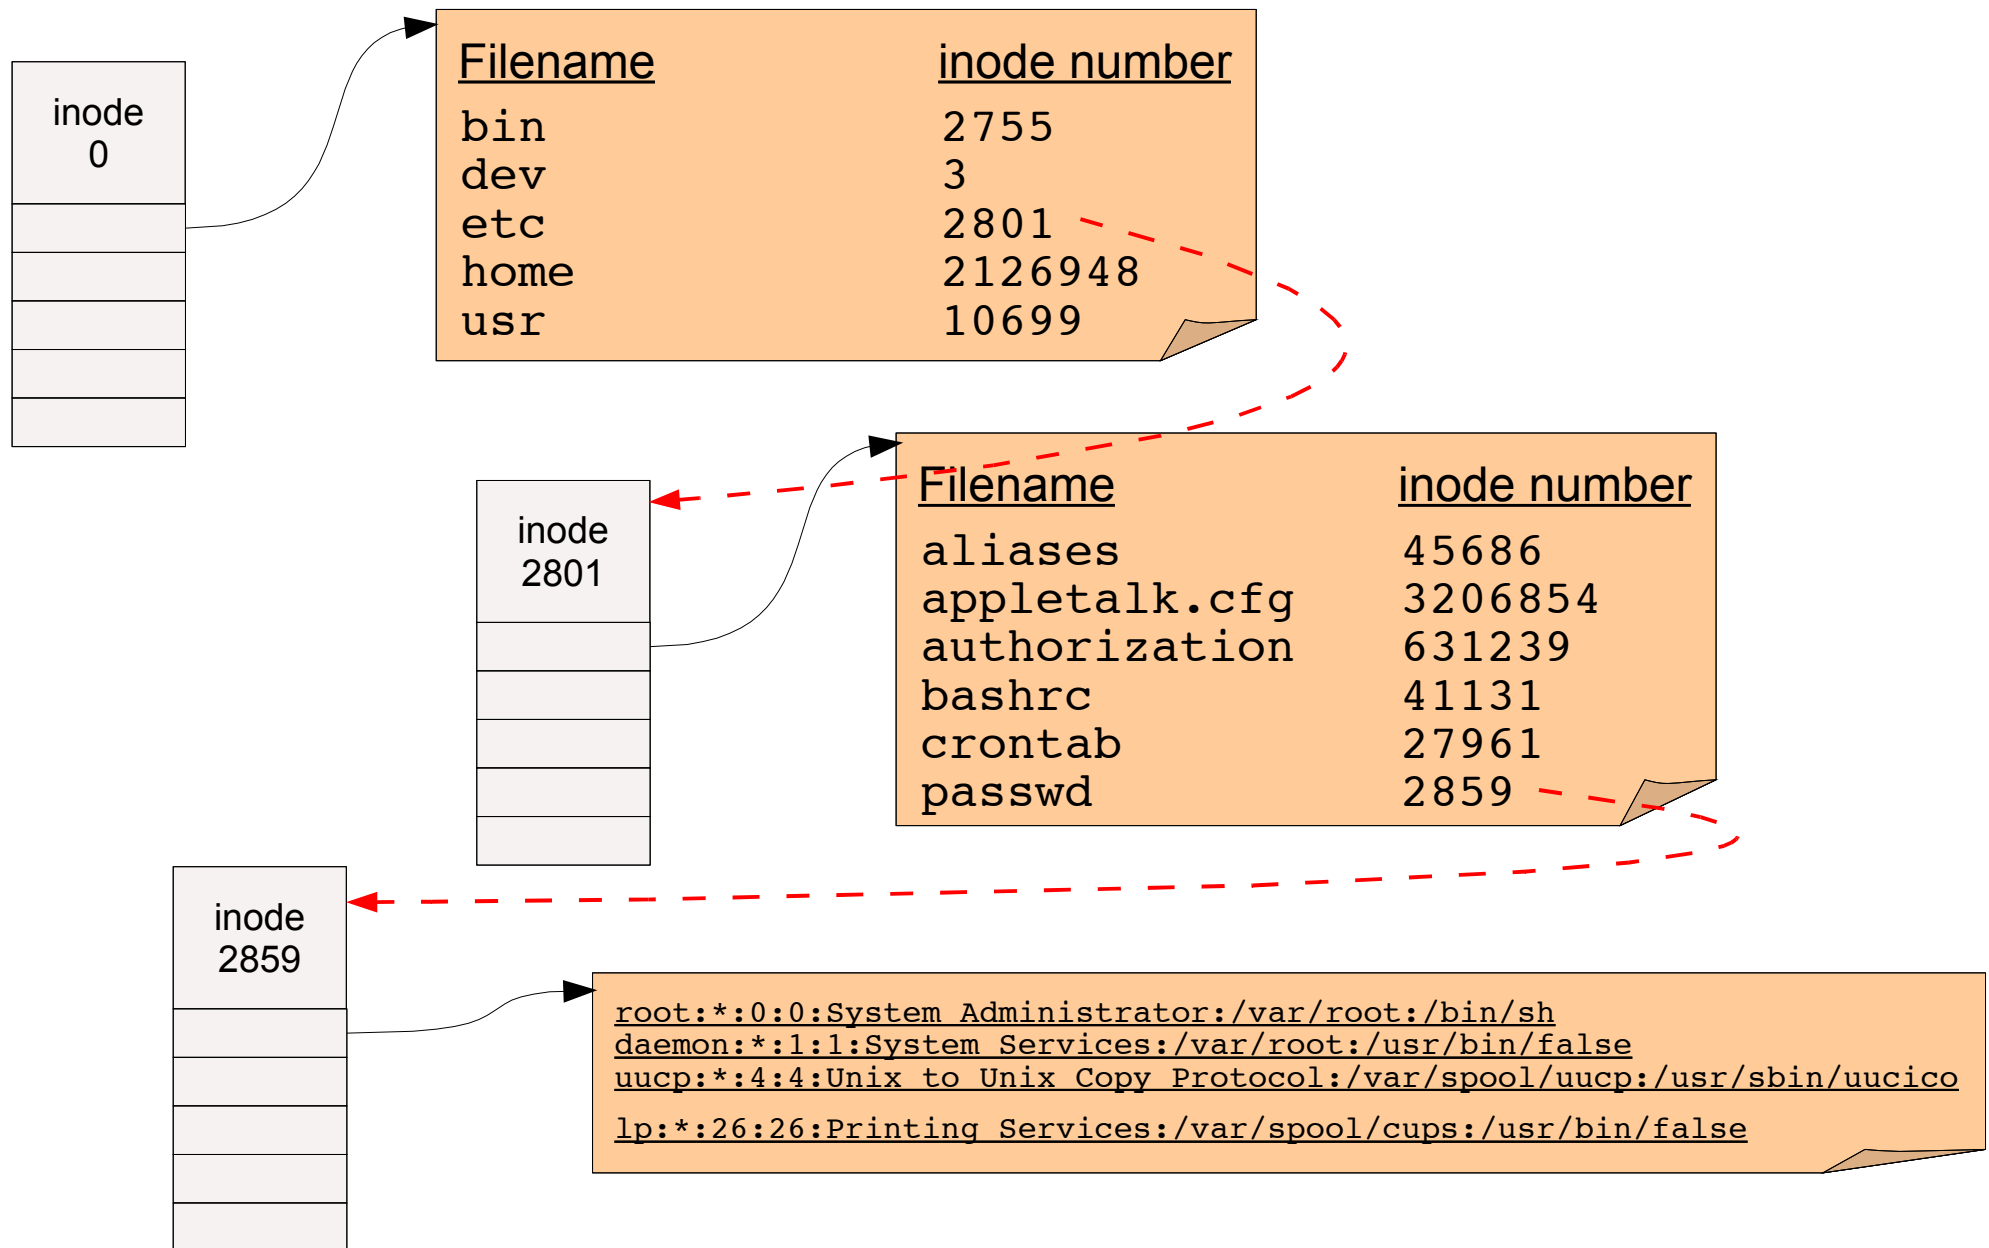 inode
0
Filename inode number
bin 2755
dev 3
etc 2801
home 2126948
usr 10699
inode
2801
Filename inode number
aliases 45686
appletalk.cfg 3206854
authorization 631239
bashrc 41131
crontab 27961
passwd 2859
inode
2859
root:*:0:0:System Administrator:/var/root:/bin/sh
daemon:*:1:1:System Services:/var/root:/usr/bin/false
uucp:*:4:4:Unix to Unix Copy Protocol:/var/spool/uucp:/usr/sbin/uucico
lp:*:26:26:Printing Services:/var/spool/cups:/usr/bin/false